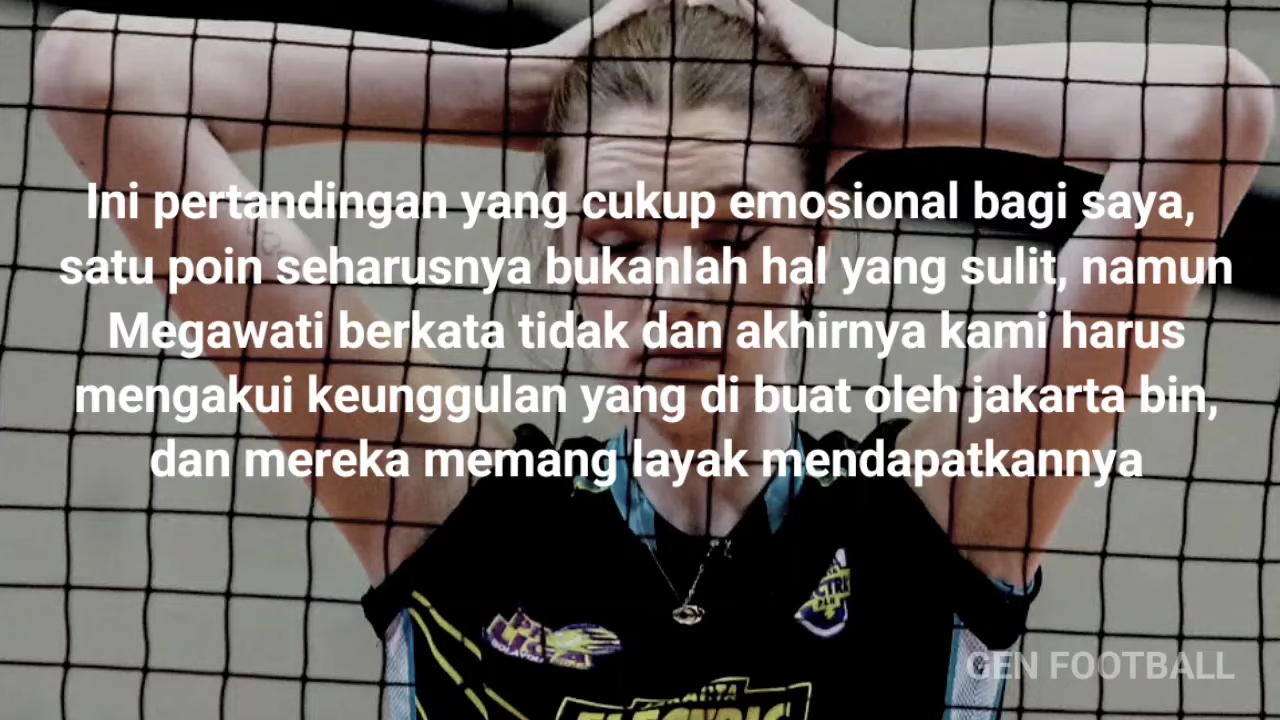 Ini pertandingan yang cukup emosional bagi saya,
satu poin seharusnya bukanlah hal yang sulit, namun
Megawati berkata tidak dan akhirnya kami harus
mengakui keunggulan yang di buat oleh jakarta bin,
dan mereka memang layak mendapatkannya
ELECTRIC
GEN FOOTBALL